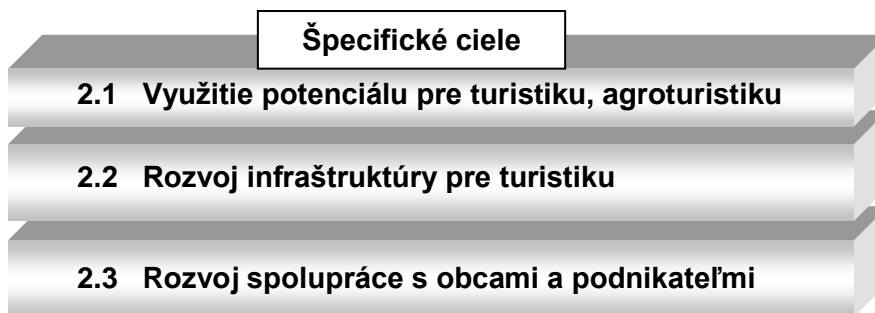 Špecifické ciele
2.1 Využitie potenciálu pre turistiku, agroturistiku
2.2 Rozvoj infraštruktúry pre turistiku
2.3 Rozvoj spolupráce s obcami a podnikateľmi